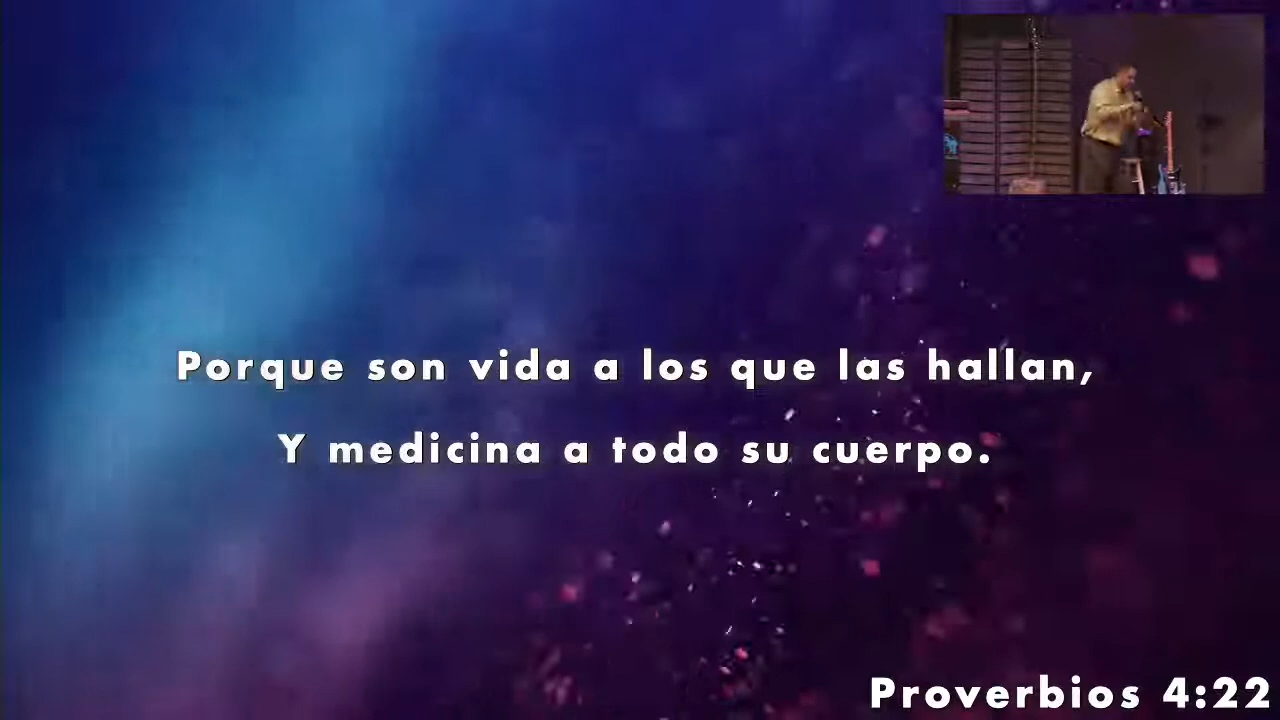 Porque son vida a los que las hallan,
Y medicina a todo su cuerpo.
Proverbios 4:22